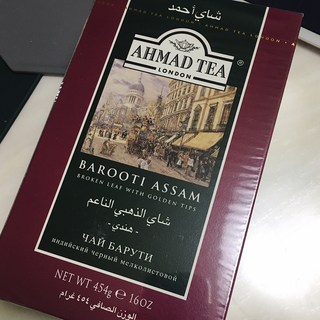 شاي أحمد
AHMAD TEA
LONDON
®
BAROOTI ASSAM
BROKEN LEAF WITH GOLDEN TIPS
شاي الذهبي الناعم
- هندي -
ЧАЙ БАРУТИ
ИНДИЙСКИЙ ЧЕРНЫЙ МЕЛКОЛИСТОВОЙ
NET WT 454g ℮ 16OZ
الوزن الصافي ٤٥٤ غرام